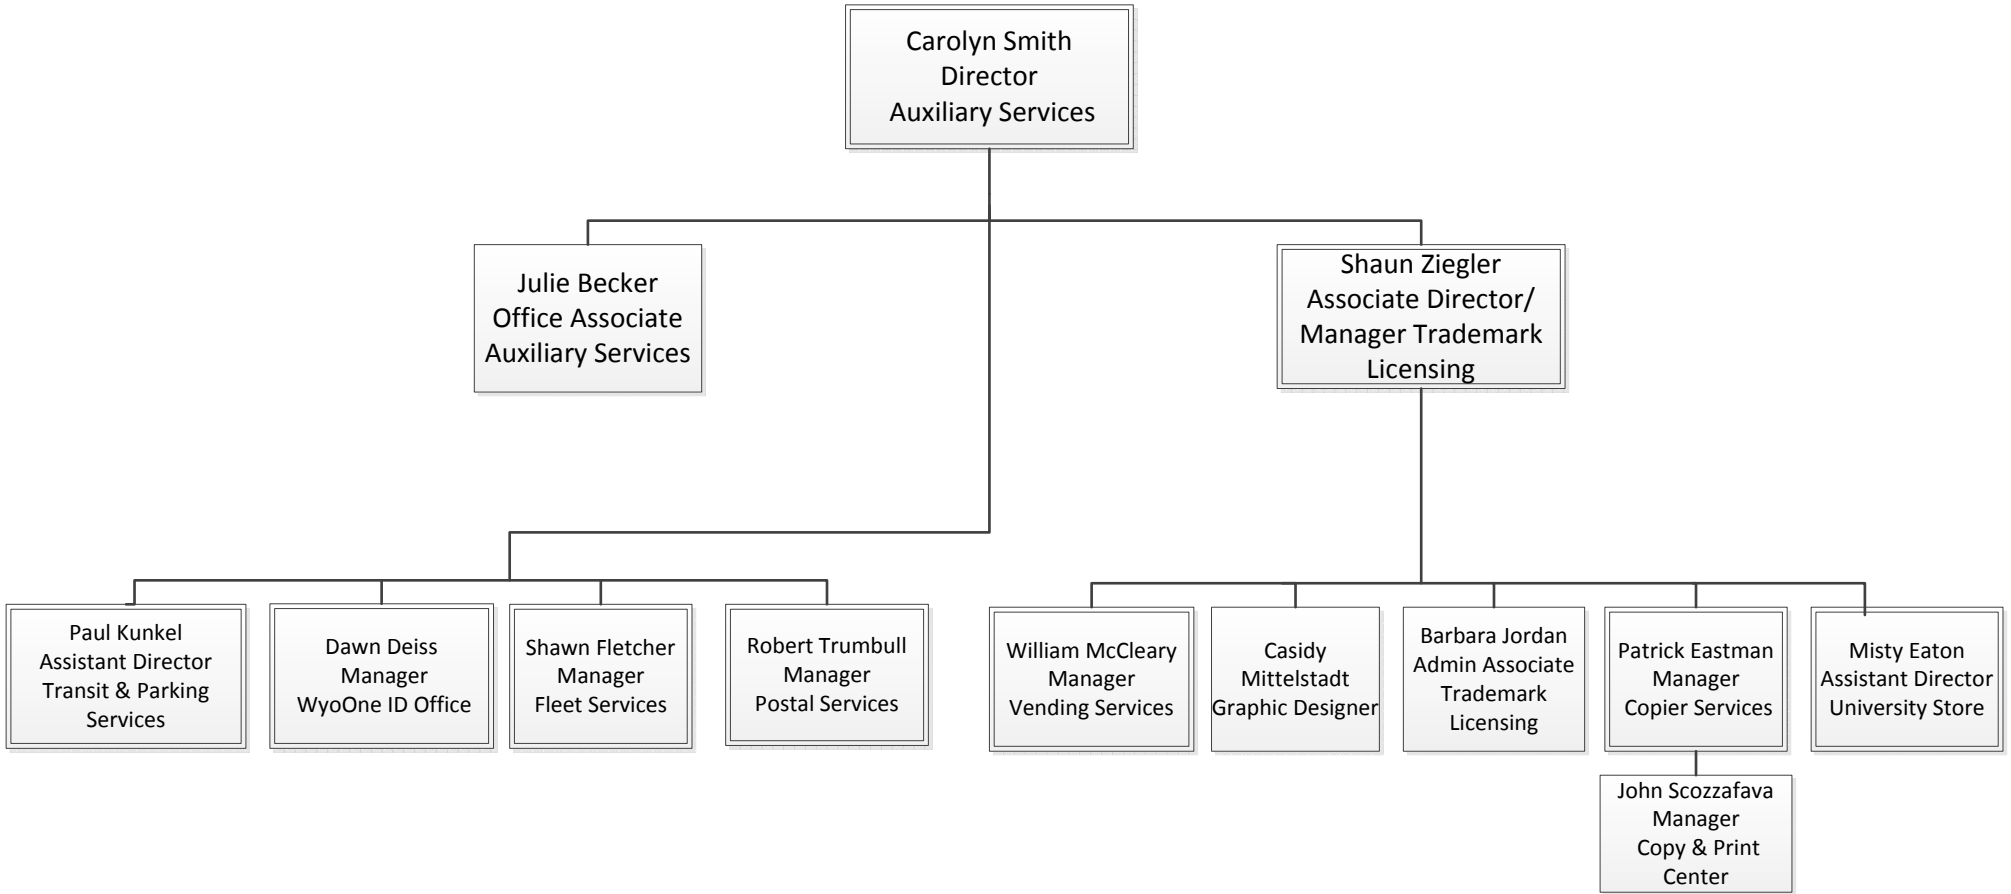 Carolyn Smith
Director
Auxiliary Services
Julie Becker
Office Associate
Auxiliary Services
Shaun Ziegler
Associate Director/
Manager Trademark
Licensing
Paul Kunkel
Assistant Director
Transit & Parking
Services
Dawn Deiss
Manager
WyoOne ID Office
Shawn Fletcher
Manager
Fleet Services
Robert Trumbull
Manager
Postal Services
William McCleary
Manager
Vending Services
Casidy
Mittelstadt
Graphic Designer
Barbara Jordan
Admin Associate
Trademark
Licensing
Patrick Eastman
Manager
Copier Services
Misty Eaton
Assistant Director
University Store
John Scozzafava
Manager
Copy & Print
Center